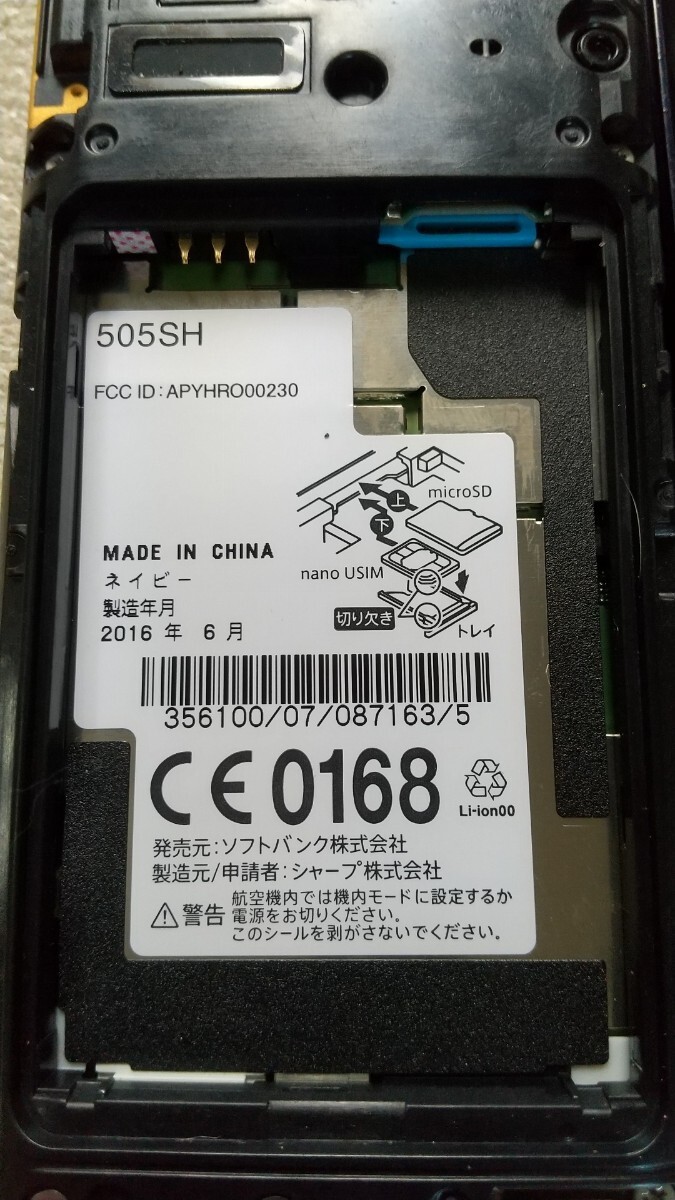 505SH
FCC ID:APYHRO00230
microSD
上
下
nano USIM
切り欠き
トレイ
MADE IN CHINA
ネイビー
製造年月
2016 年 6 月
356100/07/087163/5
CE0168
Li-ion00
発売元:ソフトバンク株式会社
製造元/申請者:シャープ株式会社
警告
航空機内では機内モードに設定するか
電源をお切りください。
このシールを剥がさないでください。